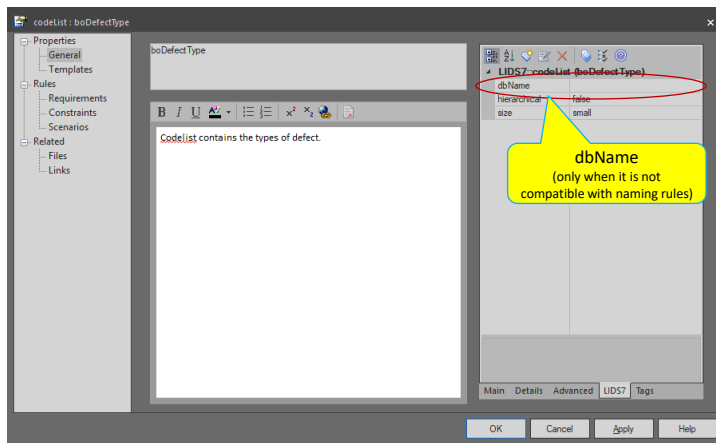 codeList : boDefectType
Properties
General
Templates
Rules
Requirements
Constraints
Scenarios
Related
Files
Links
boDefectType
B I U A x² x₂
Codelist contains the types of defect.
LIDS7::codeList (boDefectType)
dbName
hierarchical false
size small
dbName
(only when it is not
compatible with naming rules)
Main Details Advanced LIDS7 Tags
OK Cancel Apply Help